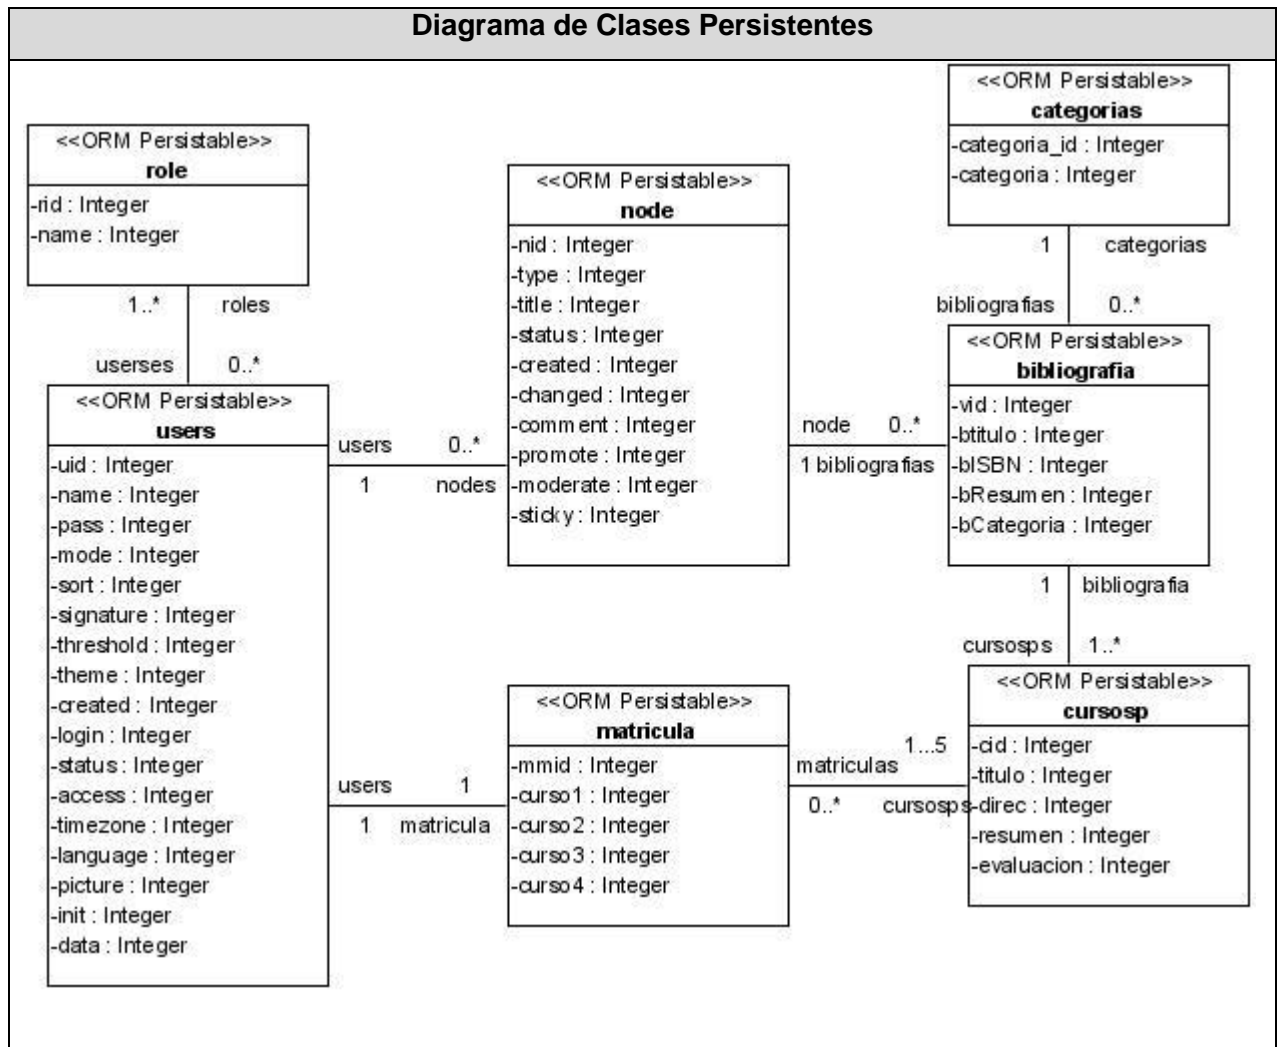 Diagrama de Clases Persistentes
<<ORM Persistable>>
role
-rid : Integer
-name : Integer
1..*
roles
userses
0..*
<<ORM Persistable>>
users
-uid : Integer
-name : Integer
-pass : Integer
-mode : Integer
-sort : Integer
-signature : Integer
-threshold : Integer
-theme : Integer
-created : Integer
-login : Integer
-status : Integer
-access : Integer
-timezone : Integer
-language : Integer
-picture : Integer
-init : Integer
-data : Integer
users
0..*
1
nodes
users
1
1
matricula
<<ORM Persistable>>
node
-nid : Integer
-type : Integer
-title : Integer
-status : Integer
-created : Integer
-changed : Integer
-comment : Integer
-promote : Integer
-moderate : Integer
-sticky : Integer
<<ORM Persistable>>
matricula
-mmid : Integer
-curso1 : Integer
-curso2 : Integer
-curso3 : Integer
-curso4 : Integer
node
0..*
1 bibliografias
1...5
matriculas
0..*
cursosps
<<ORM Persistable>>
categorias
-categoria_id : Integer
-categoria : Integer
1
categorias
bibliografias
0..*
<<ORM Persistable>>
bibliografia
-vid : Integer
-btitulo : Integer
-bISBN : Integer
-bResumen : Integer
-bCategoria : Integer
1
bibliografia
cursosps
1..*
<<ORM Persistable>>
cursosp
-cid : Integer
-titulo : Integer
-direc : Integer
-resumen : Integer
-evaluacion : Integer